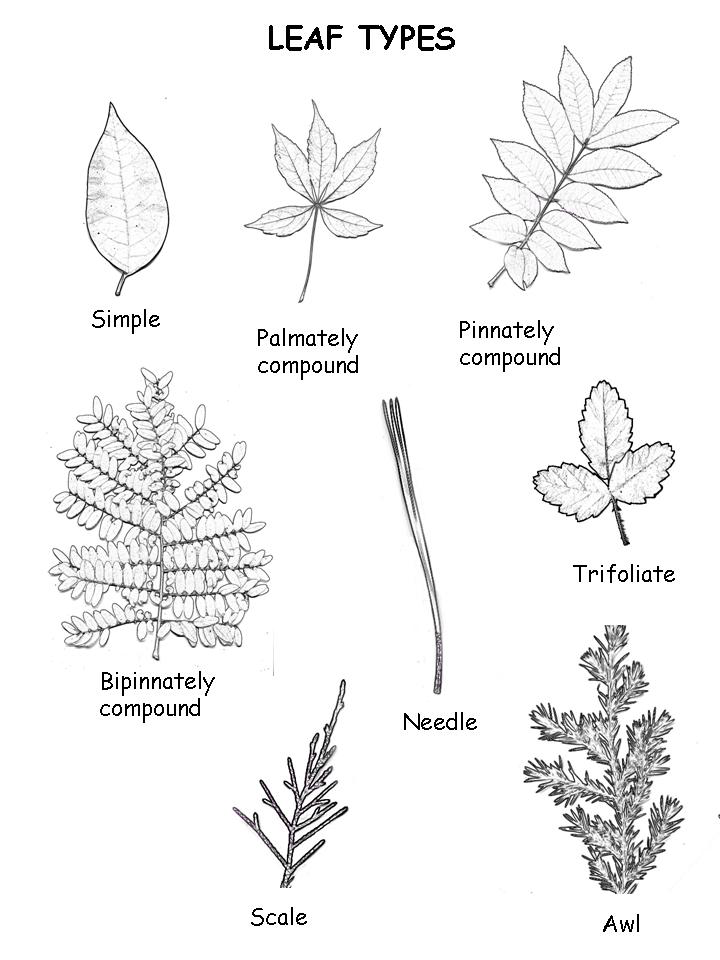 LEAF TYPES
Simple
Palmately
compound
Pinnately
compound
Trifoliate
Bipinnately
compound
Needle
Scale
Awl